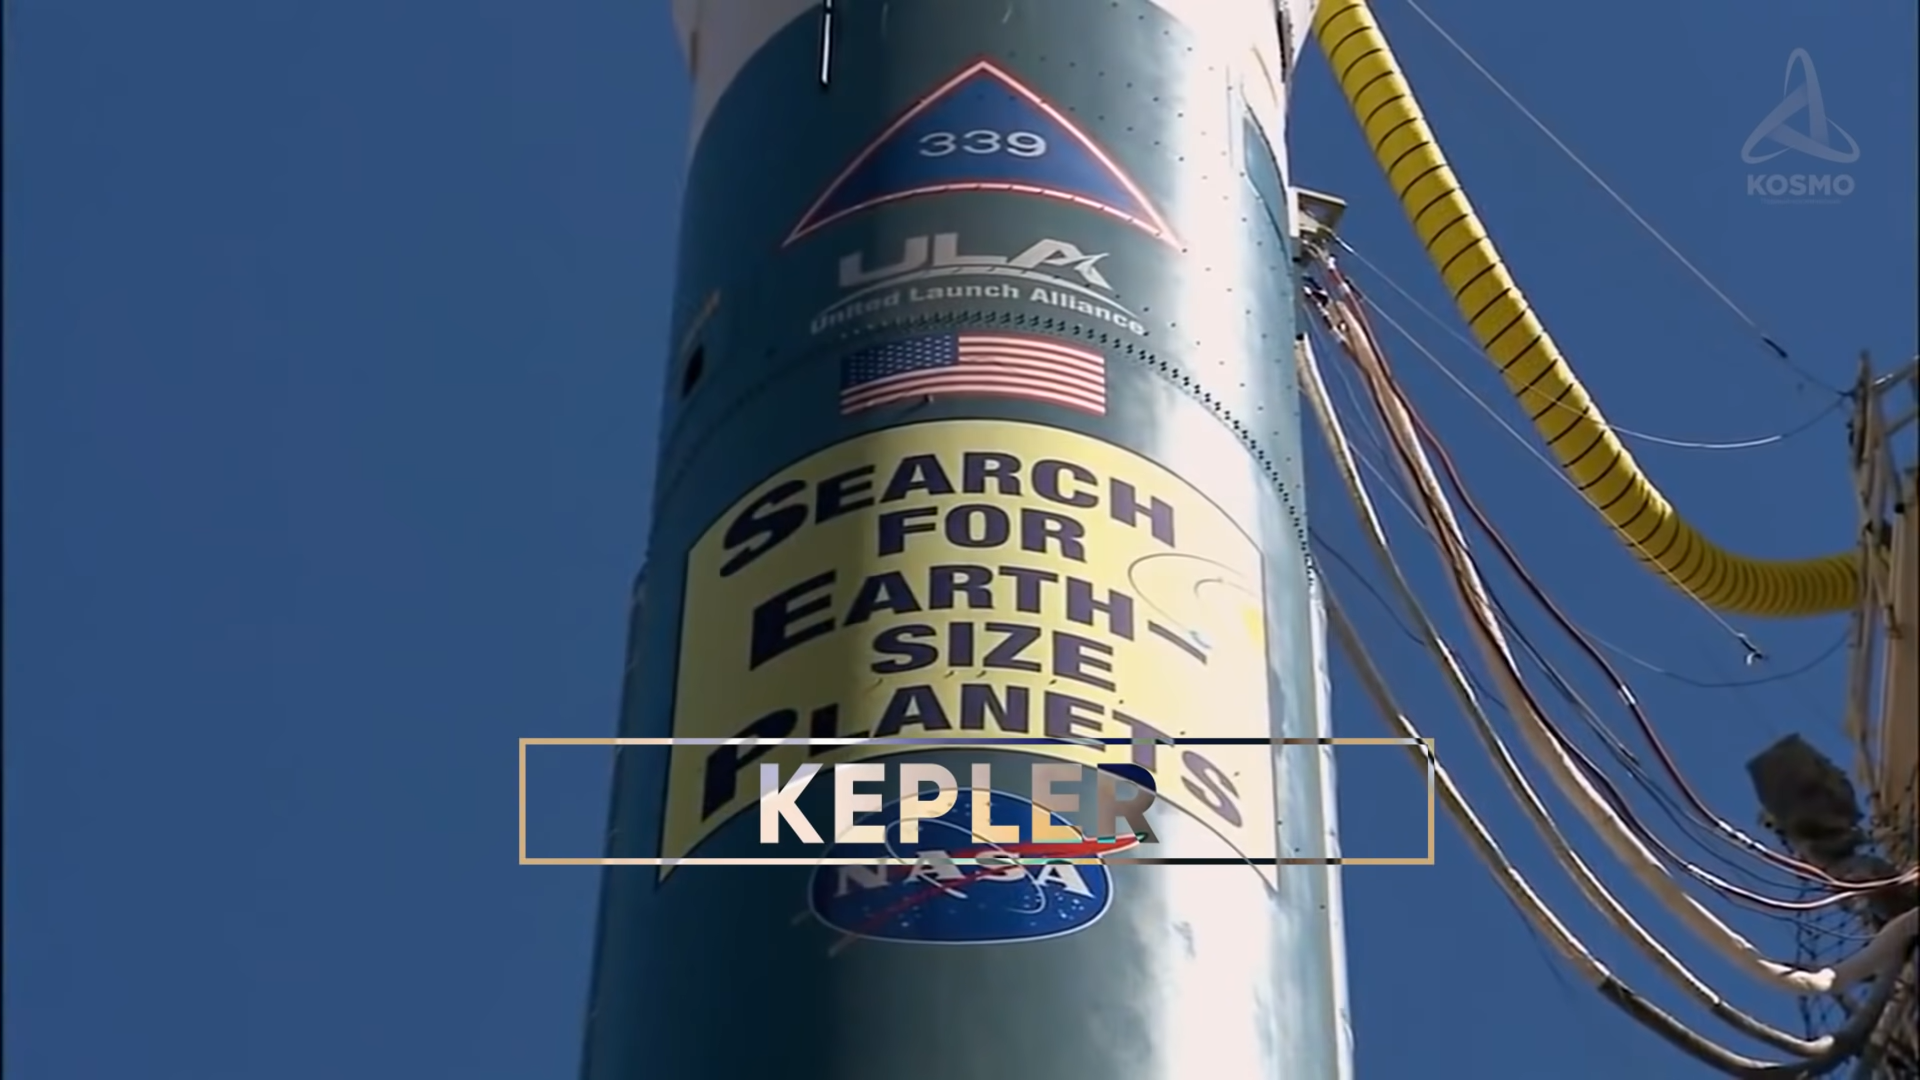 339
KOSMO
ULA
United Launch Alliance
SEARCH
FOR
EARTH-
SIZE
PLANETS
KEPLER
NASA